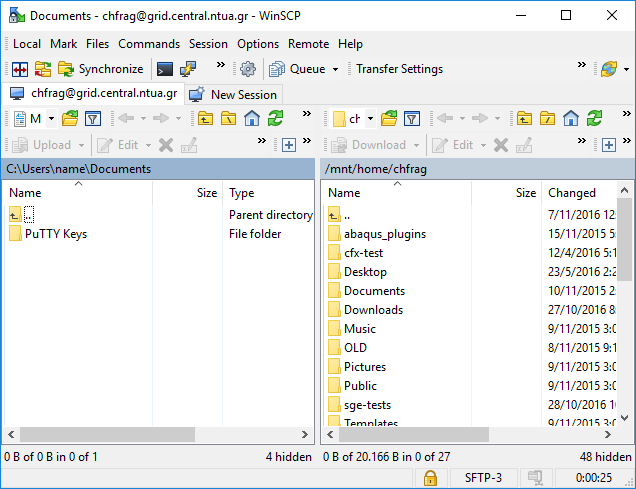 Documents - chfrag@grid.central.ntua.gr - WinSCP
Local Mark Files Commands Session Options Remote Help
Synchronize Queue Transfer Settings
chfrag@grid.central.ntua.gr New Session
M ch
Upload Edit Download Edit
C:\Users\name\Documents /mnt/home/chfrag
Name Size Type Name Size Changed
.. Parent directory .. 7/11/2016 12:
PuTTY Keys File folder abaqus_plugins 15/11/2015 5:
cfx-test 12/4/2016 5:1
Desktop 23/5/2016 2:2
Documents 10/11/2015 2:
Downloads 27/10/2016 8:
Music 9/11/2015 3:0
OLD 8/11/2015 9:1
Pictures 9/11/2015 3:0
Public 9/11/2015 3:0
sge-tests 28/10/2016 10
Templates 9/11/2015 3:0
0 B of 0 B in 0 of 1 4 hidden 0 B of 20.166 B in 0 of 27 48 hidden
SFTP-3 0:00:25